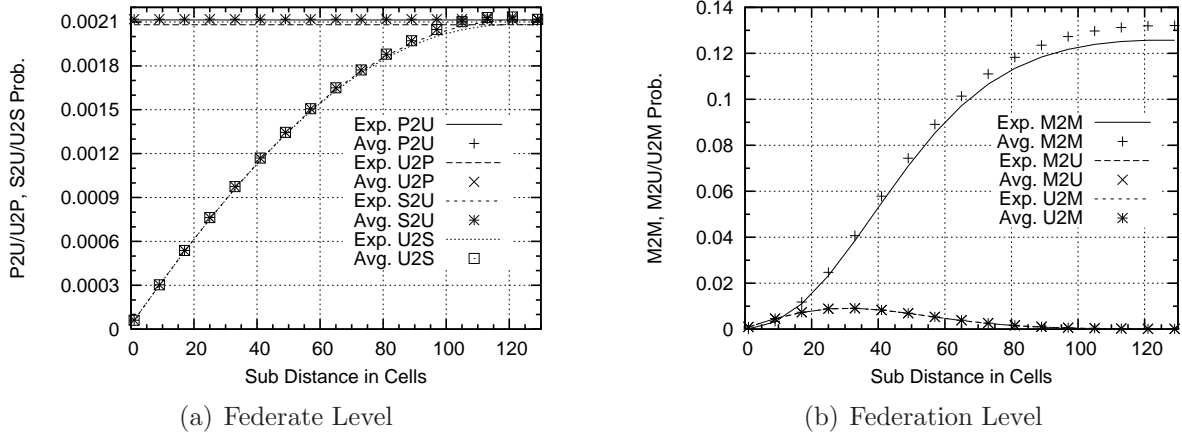 P2U/U2P, S2U/U2S Prob.
0.0021
0.0018
0.0015
0.0012
0.0009
0.0006
0.0003
0
0 20 40 60 80 100 120
Sub Distance in Cells
Exp. P2U
Avg. P2U
Exp. U2P
Avg. U2P
Exp. S2U
Avg. S2U
Exp. U2S
Avg. U2S
(a) Federate Level
M2M, M2U/U2M Prob.
0.14
0.12
0.1
0.08
0.06
0.04
0.02
0
0 20 40 60 80 100 120
Sub Distance in Cells
Exp. M2M
Avg. M2M
Exp. M2U
Avg. M2U
Exp. U2M
Avg. U2M
(b) Federation Level